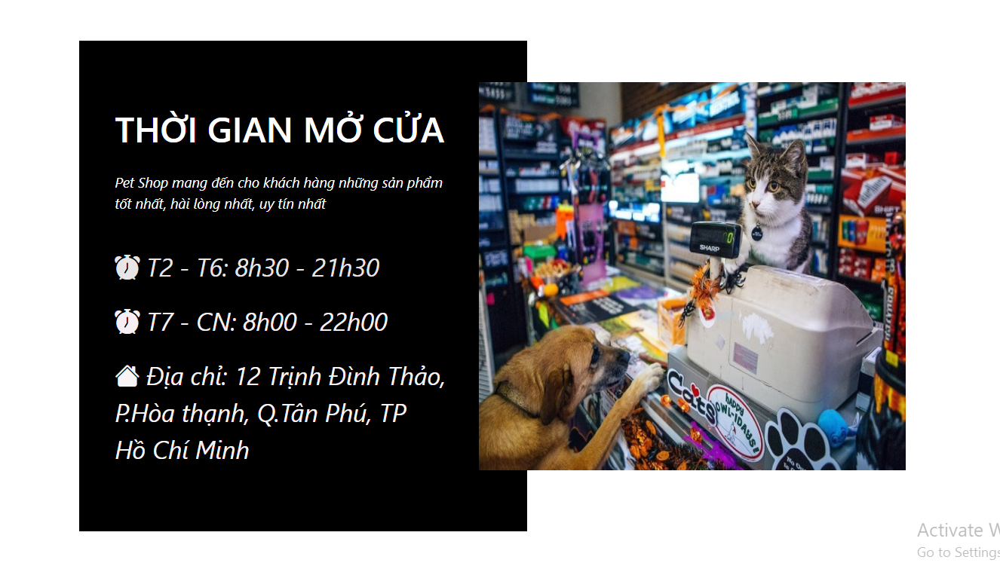 THỜI GIAN MỞ CỬA
Pet Shop mang đến cho khách hàng những sản phẩm
tốt nhất, hài lòng nhất, uy tín nhất
T2 - T6: 8h30 - 21h30
T7 - CN: 8h00 - 22h00
Địa chỉ: 12 Trịnh Đình Thảo,
P.Hòa thạnh, Q.Tân Phú, TP
Hồ Chí Minh
SHARP
0
Cats
HAPPY
OWL-IDAYS!
Activate W
Go to Settings